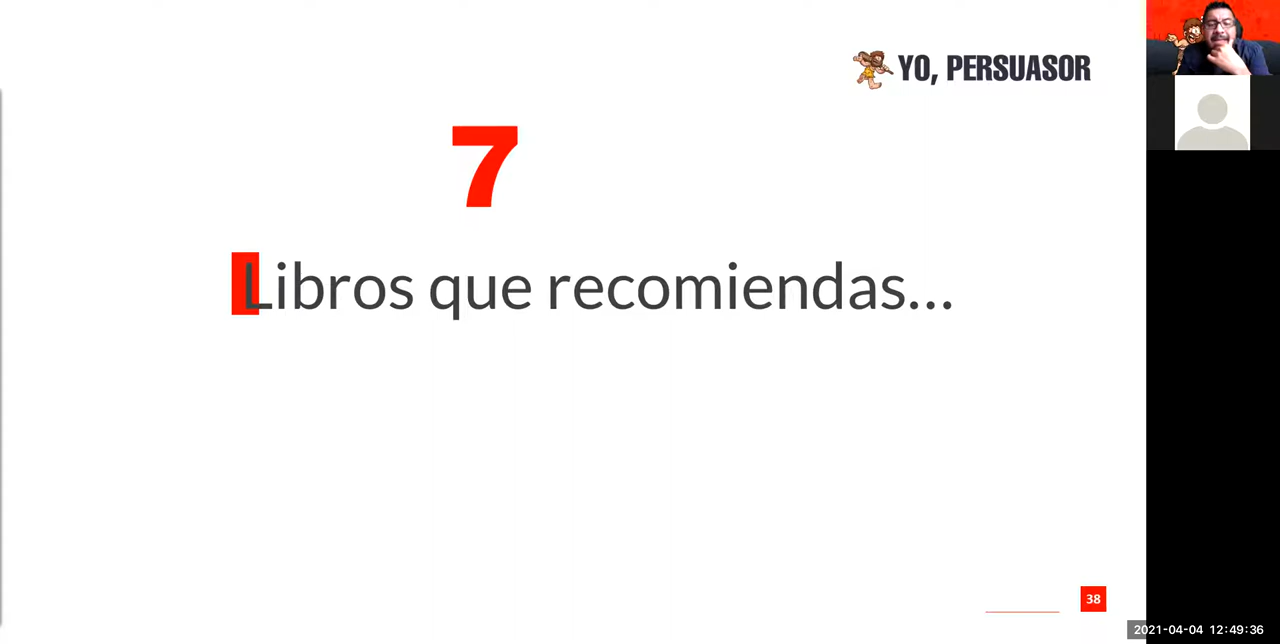 YO, PERSUASOR
7
Libros que recomiendas...
38
2021-04-04 12:49:36